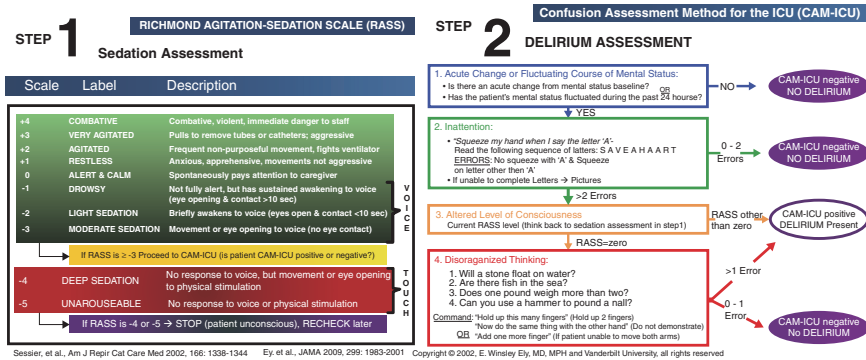 STEP 1
RICHMOND AGITATION-SEDATION SCALE (RASS)
Sedation Assessment
Scale Label Description
+4 COMBATIVE Combative, violent, immediate danger to staff
+3 VERY AGITATED Pulls to remove tubes or catheters; aggressive
+2 AGITATED Frequent non-purposeful movement, fights ventilator
+1 RESTLESS Anxious, apprehensive, movements not aggressive
0 ALERT & CALM Spontaneously pays attention to caregiver
-1 DROWSY Not fully alert, but has sustained awakening to voice
(eye opening & contact >10 sec)
-2 LIGHT SEDATION Briefly awakens to voice (eyes open & contact <10 sec)
-3 MODERATE SEDATION Movement or eye opening to voice (no eye contact)
VOICE
If RASS is ≥ -3 Proceed to CAM-ICU (is patient CAM-ICU positive or negative?)
-4 DEEP SEDATION No response to voice, but movement or eye opening
to physical stimulation
-5 UNAROUSEABLE No response to voice or physical stimulation
TOUCH
If RASS is -4 or -5 → STOP (patient unconscious), RECHECK later
Sessier, et al., Am J Repir Cat Care Med 2002, 166: 1338-1344
Ey. et al., JAMA 2009, 299: 1983-2001
Confusion Assessment Method for the ICU (CAM-ICU)
STEP 2
DELIRIUM ASSESSMENT
1. Acute Change or Fluctuating Course of Mental Status:
• Is there an acute change from mental status baseline? OR
• Has the patient's mental status fluctuated during the past 24 hourse?
NO
CAM-ICU negative
NO DELIRIUM
YES
2. Inattention:
• "Squeeze my hand when I say the letter 'A'-
Read the following sequence of latters: S A V E A H A A R T
ERRORS: No squeeze with 'A' & Squeeze
on letter other then 'A'
• If unable to complete Letters → Pictures
0 - 2
Errors
CAM-ICU negative
NO DELIRIUM
>2 Errors
3. Altered Level of Consciousness
Current RASS level (think back to sedation assessment in step1)
RASS other
than zero
CAM-ICU positive
DELIRIUM Present
RASS=zero
4. Disoraganized Thinking:
1. Will a stone float on water?
2. Are there fish in the sea?
3. Does one pound weigh more than two?
4. Can you use a hammer to pound a nall?
Command: "Hold up this many fingers" (Hold up 2 fingers)
"Now do the same thing with the other hand" (Do not demonstrate)
OR "Add one more finger" (If patient unable to move both arms)
>1 Error
0 - 1
Error
CAM-ICU negative
No DELIRIUM
Copyright © 2002, E. Winsley Ely, MD, MPH and Vanderbilt University, all rights reserved